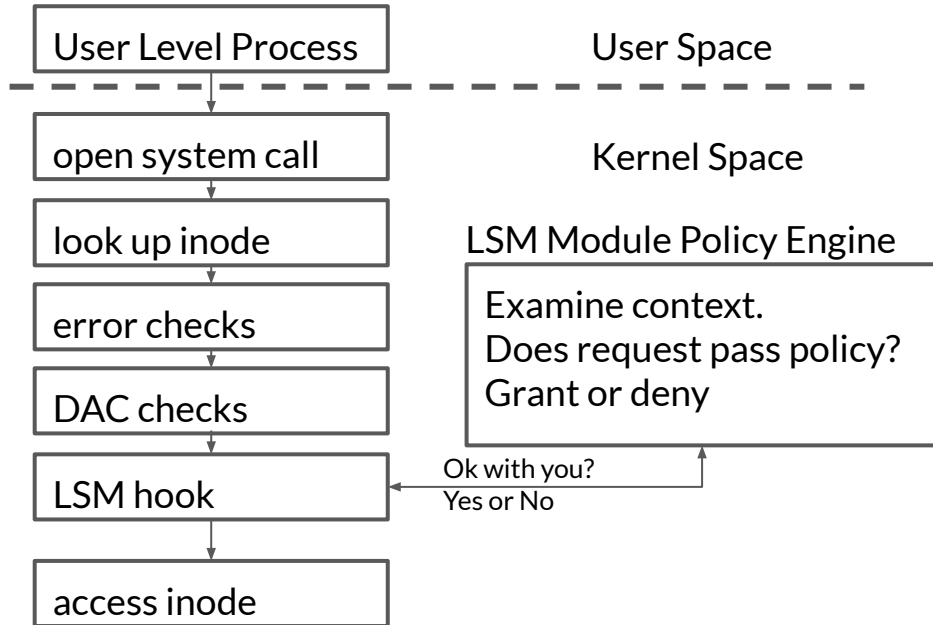 User Level Process
User Space
open system call
Kernel Space
look up inode
LSM Module Policy Engine
error checks
Examine context.
Does request pass policy?
Grant or deny
DAC checks
LSM hook
Ok with you?
Yes or No
access inode